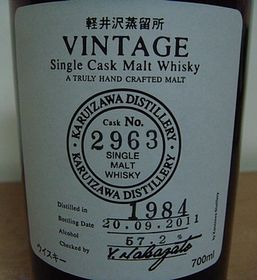 軽井沢蒸留所
VINTAGE
Single Cask Malt Whisky
A TRULY HAND CRAFTED MALT
KARUIZAWA DISTILLERY
Cask No.
2963
SINGLE
MALT
WHISKY
KARUIZAWA DISTILLERY
Distilled in 1984
Bottling Date 20.09.2011
Alcohol 57.2%
Checked by Y. Nakazato
ウイスキー
700ml